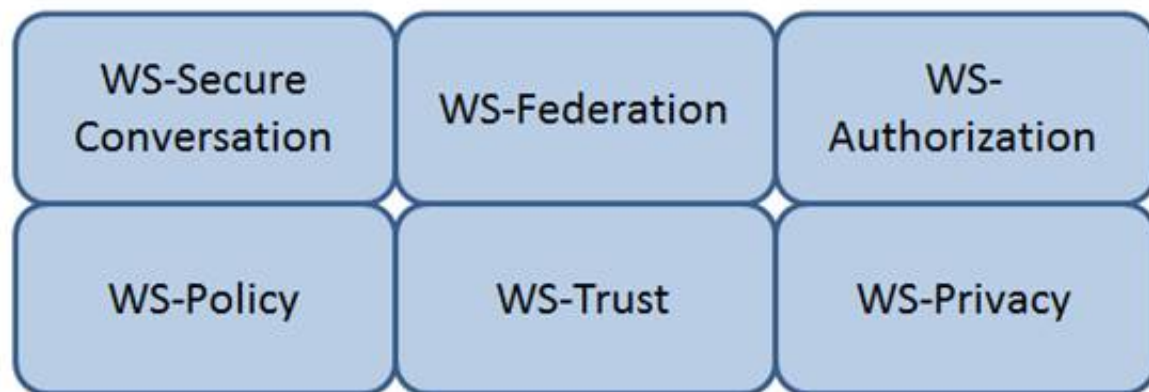 WS-Secure
Conversation
WS-Federation
WS-
Authorization
WS-Policy
WS-Trust
WS-Privacy